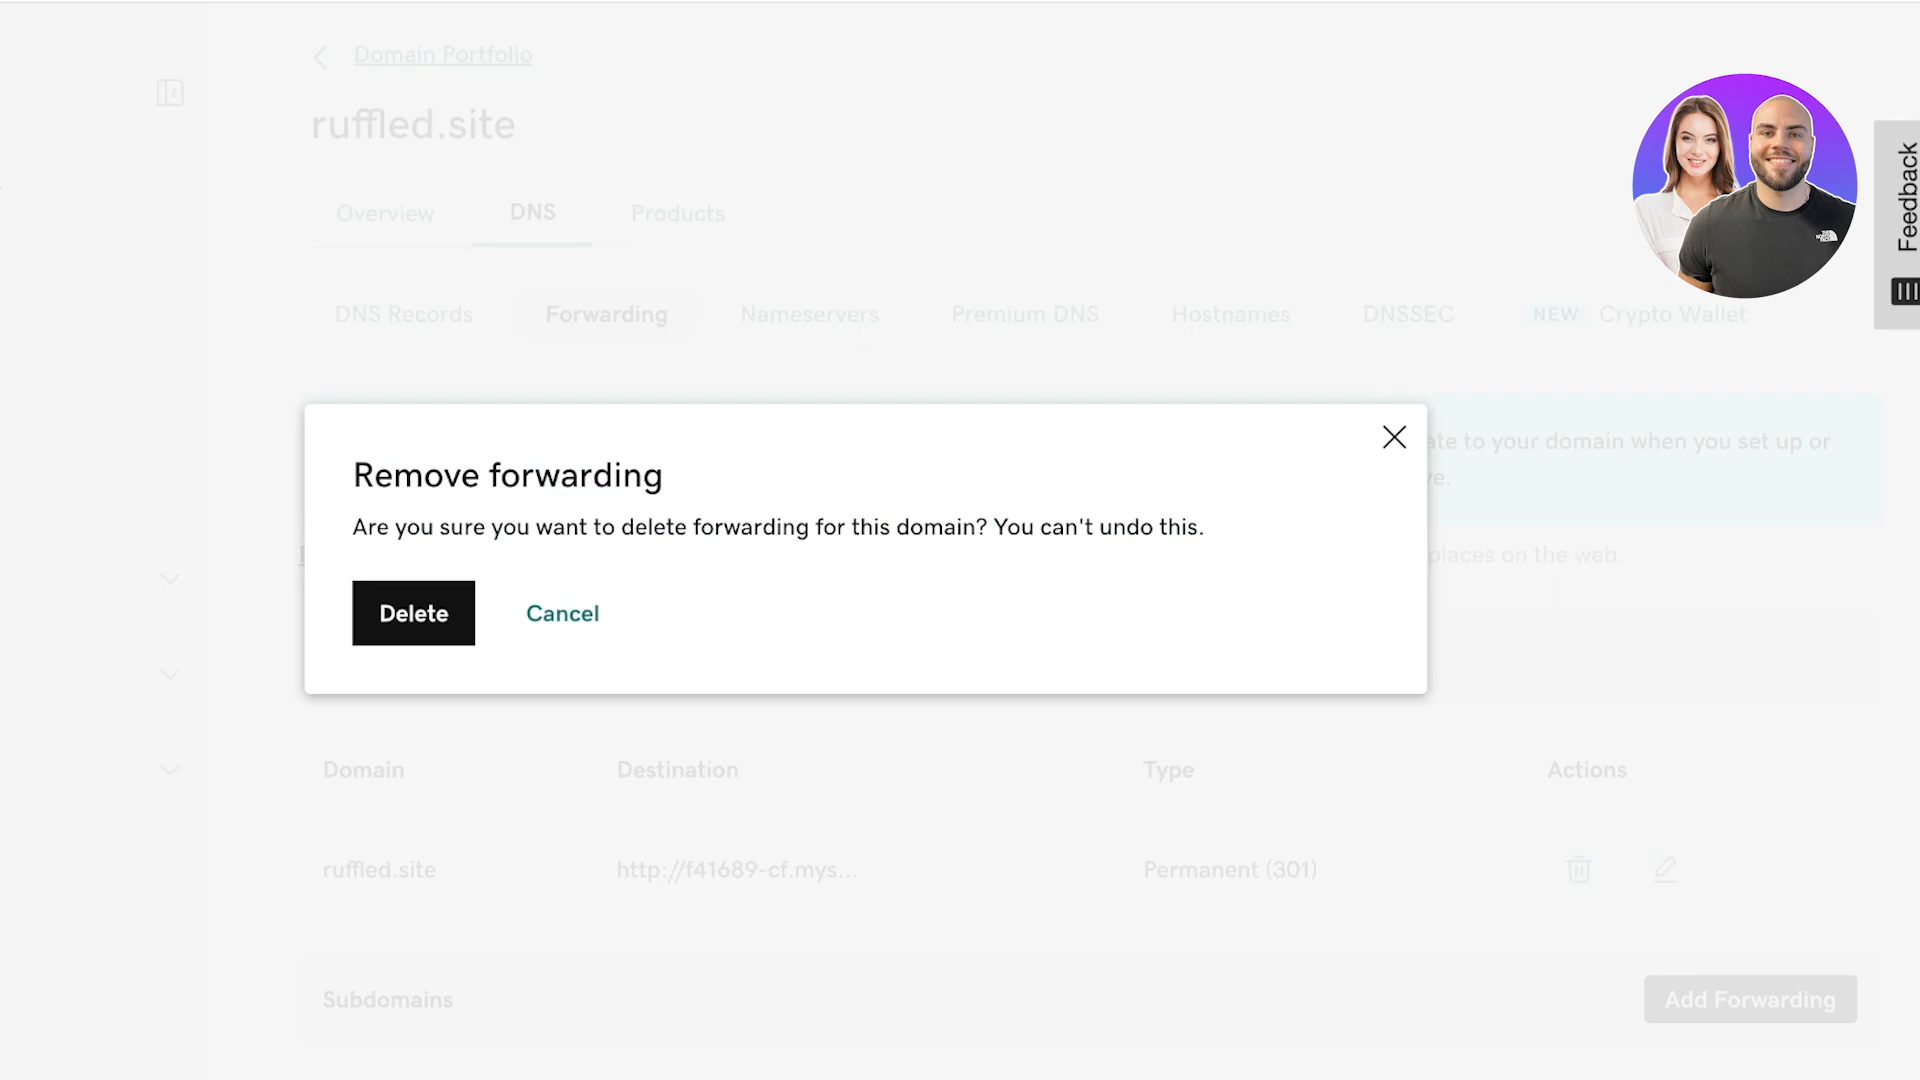 Domain Portfolio
ruffled.site
Overview
DNS
Products
DNS Records
Forwarding
Nameservers
Premium DNS
Hostnames
DNSSEC
NEW
Crypto Wallet
Feedback
ate to your domain when you set up or
ve.
places on the web.
Remove forwarding
Are you sure you want to delete forwarding for this domain? You can't undo this.
Delete
Cancel
Domain
Destination
Type
Actions
ruffled.site
http://f41689-cf.mys...
Permanent (301)
Subdomains
Add Forwarding